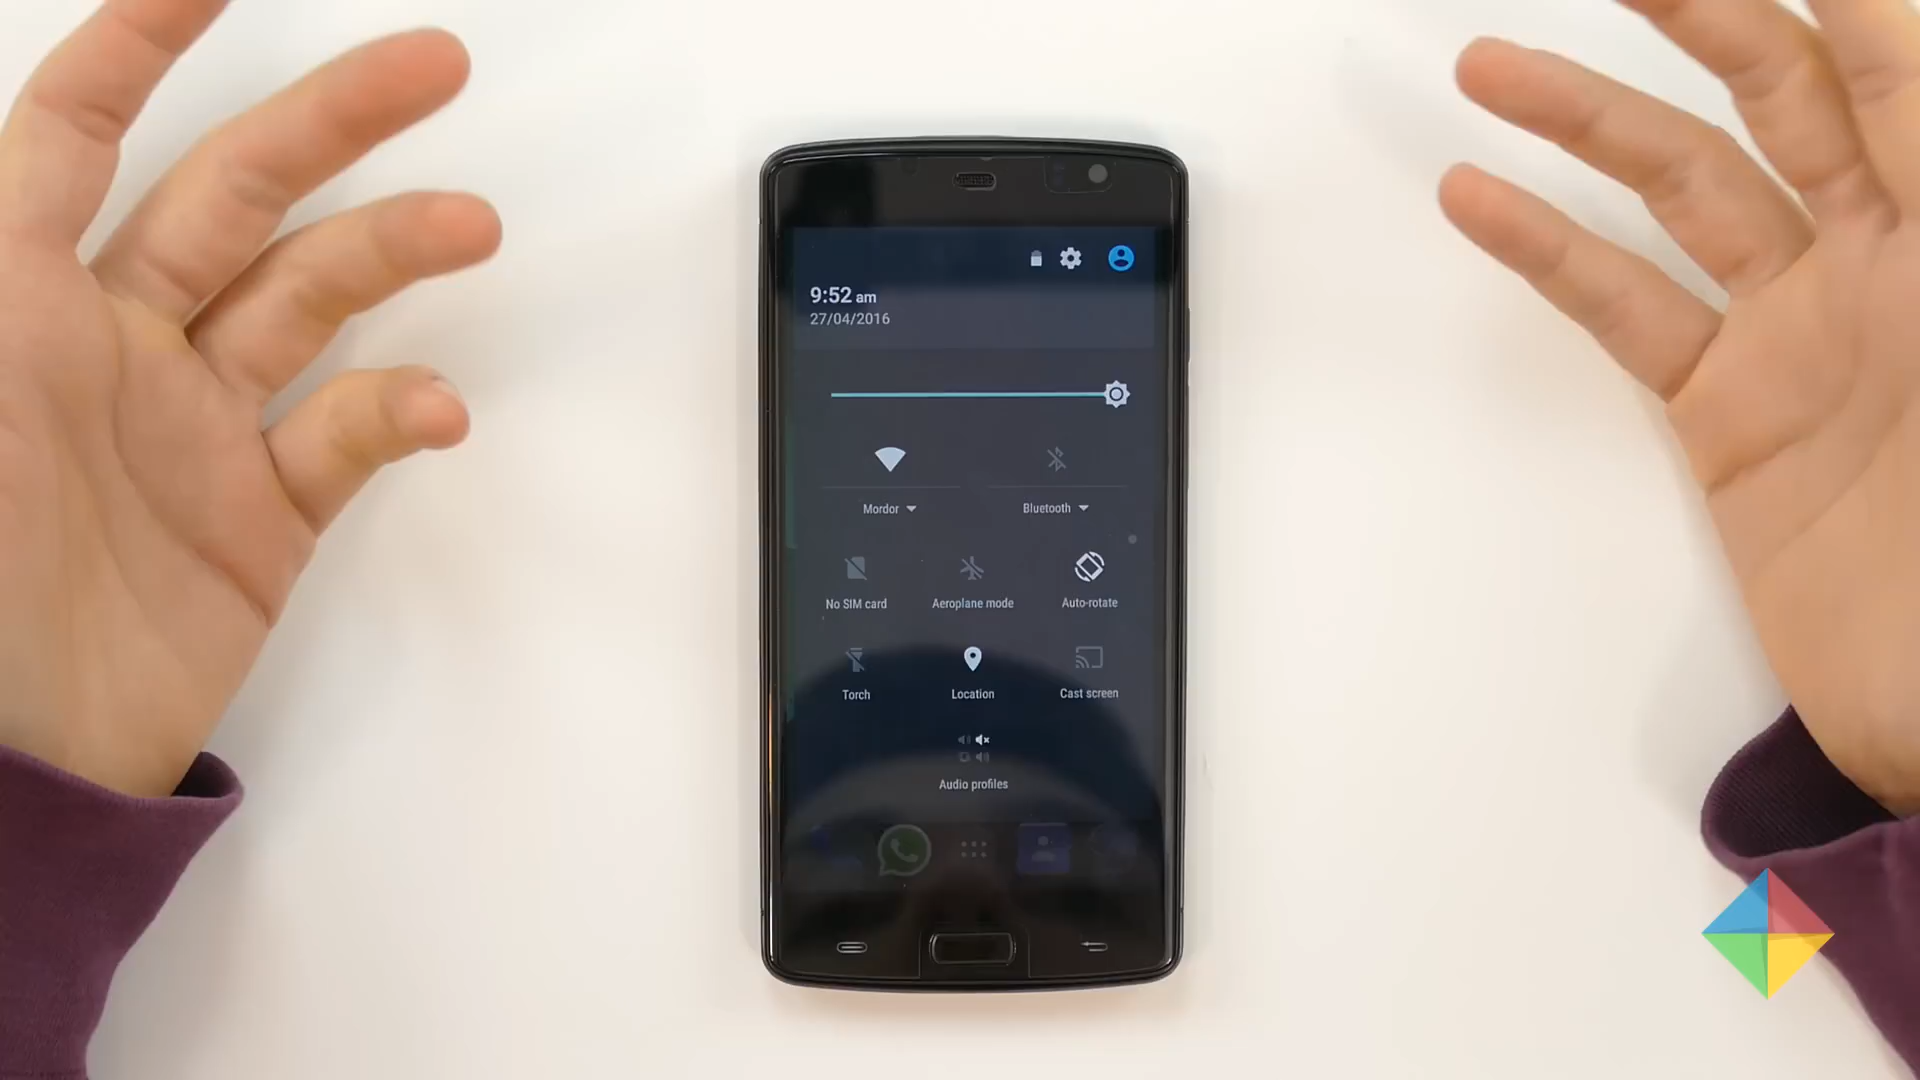 9:52 am
27/04/2016
Mordor
Bluetooth
No SIM card
Aeroplane mode
Auto-rotate
Torch
Location
Cast screen
Audio profiles